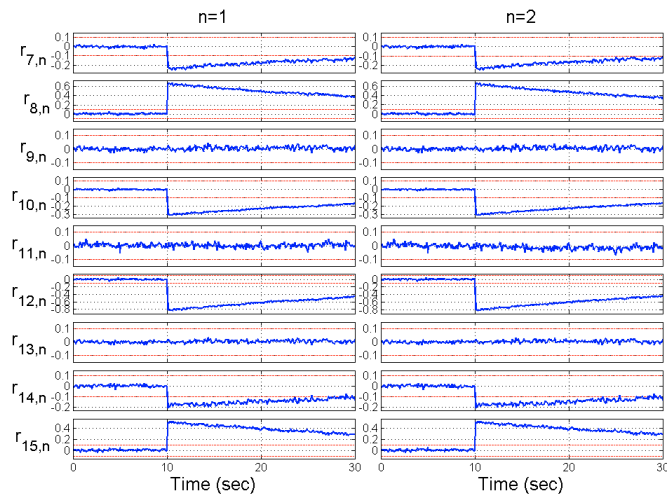 n=1 n=2
r7,n 0.1 0 -0.2 0.1 0 -0.1 -0.2
r8,n 0.6 0.4 0.2 0 0.6 0.4 0.2 0
r9,n 0.1 0 -0.1 0.1 0 -0.1
r10,n 0.1 0 -0.1 -0.2 -0.3 0.1 0 -0.1 -0.2 -0.3
r11,n 0.1 0 -0.1 0.1 0 -0.1
r12,n 0 -0.2 -0.4 -0.6 -0.8 0 -0.2 -0.4 -0.6 -0.8
r13,n 0.1 0 -0.1 0.1 0 -0.1
r14,n 0.1 0 -0.1 -0.2 0.1 0 -0.1 -0.2
r15,n 0.4 0.2 0 0.4 0.2 0
0 10 20 30 0 10 20 30
Time (sec) Time (sec)